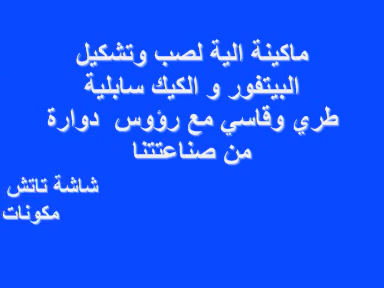 ماكينة الية لصب وتشكيل
البيتفور و الكيك سابلية
طري وقاسي مع رؤوس دوارة
من صناعتتنا
شاشة تاتش
مكونات